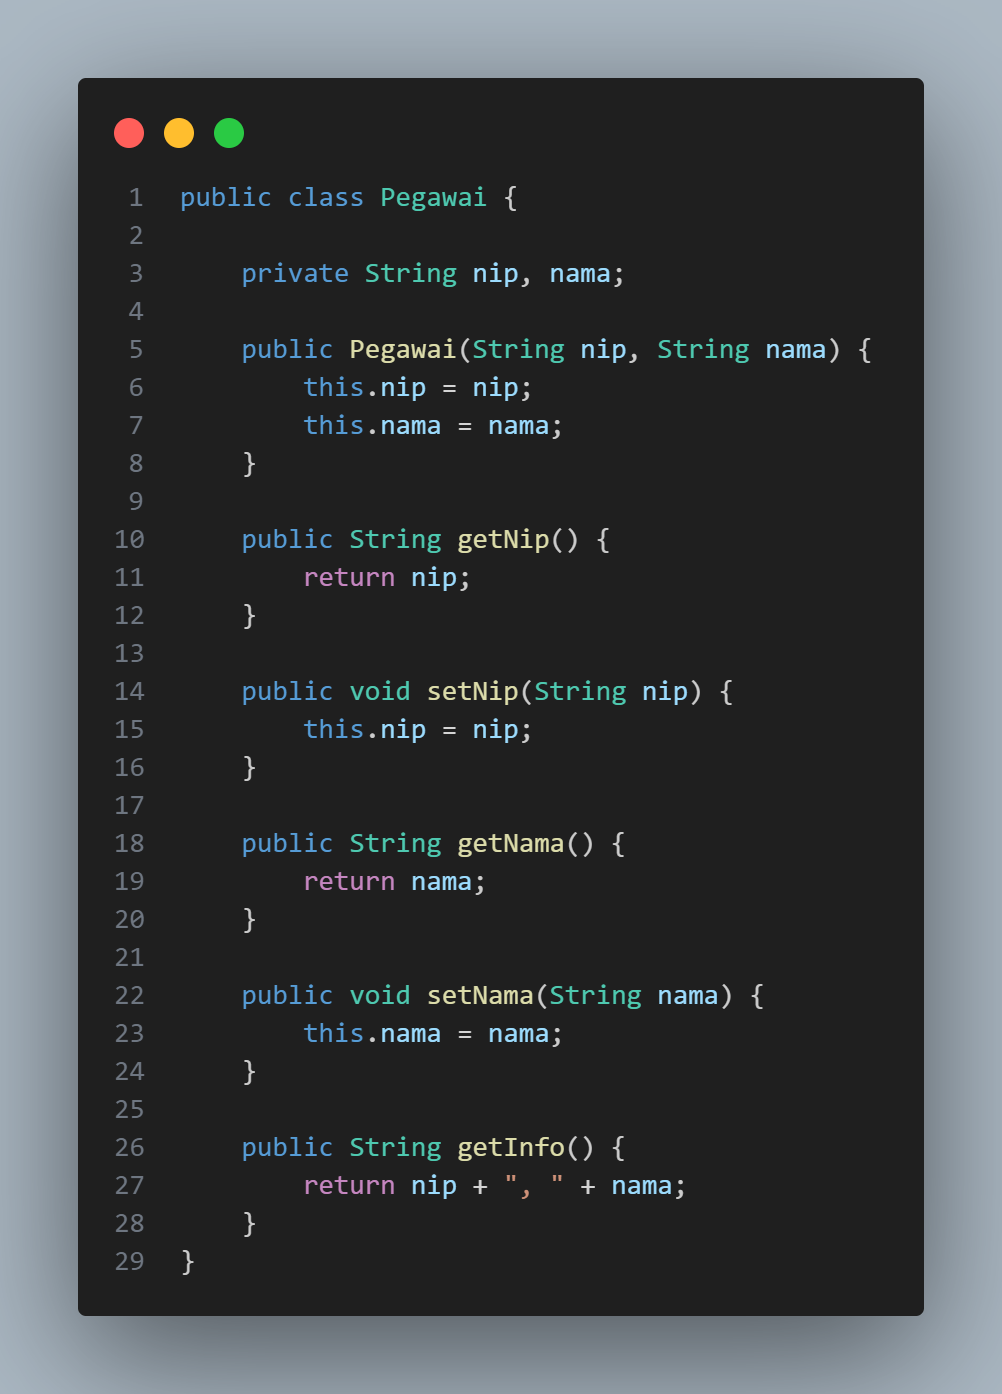 1 public class Pegawai {
2
3     private String nip, nama;
4
5     public Pegawai(String nip, String nama) {
6         this.nip = nip;
7         this.nama = nama;
8     }
9
10     public String getNip() {
11         return nip;
12     }
13
14     public void setNip(String nip) {
15         this.nip = nip;
16     }
17
18     public String getNama() {
19         return nama;
20     }
21
22     public void setNama(String nama) {
23         this.nama = nama;
24     }
25
26     public String getInfo() {
27         return nip + ", " + nama;
28     }
29 }